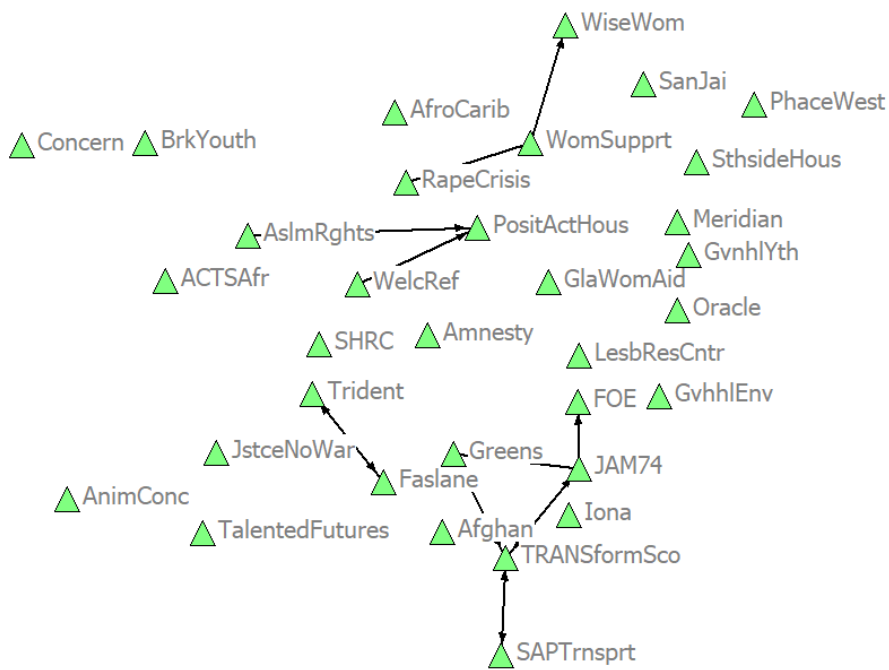 WiseWom
SanJai
PhaceWest
AfroCarib
Concern
BrkYouth
WomSupprt
SthsideHous
RapeCrisis
AslmRghts
PositActHous
Meridian
GvnhlYth
ACTSAfr
WelcRef
GlaWomAid
Oracle
SHRC
Amnesty
LesbResCntr
Trident
FOE
GvhhlEnv
JstceNoWar
Greens
JAM74
Faslane
AnimConc
Iona
TalentedFutures
Afghan
TRANSformSco
SAPTrnsprt